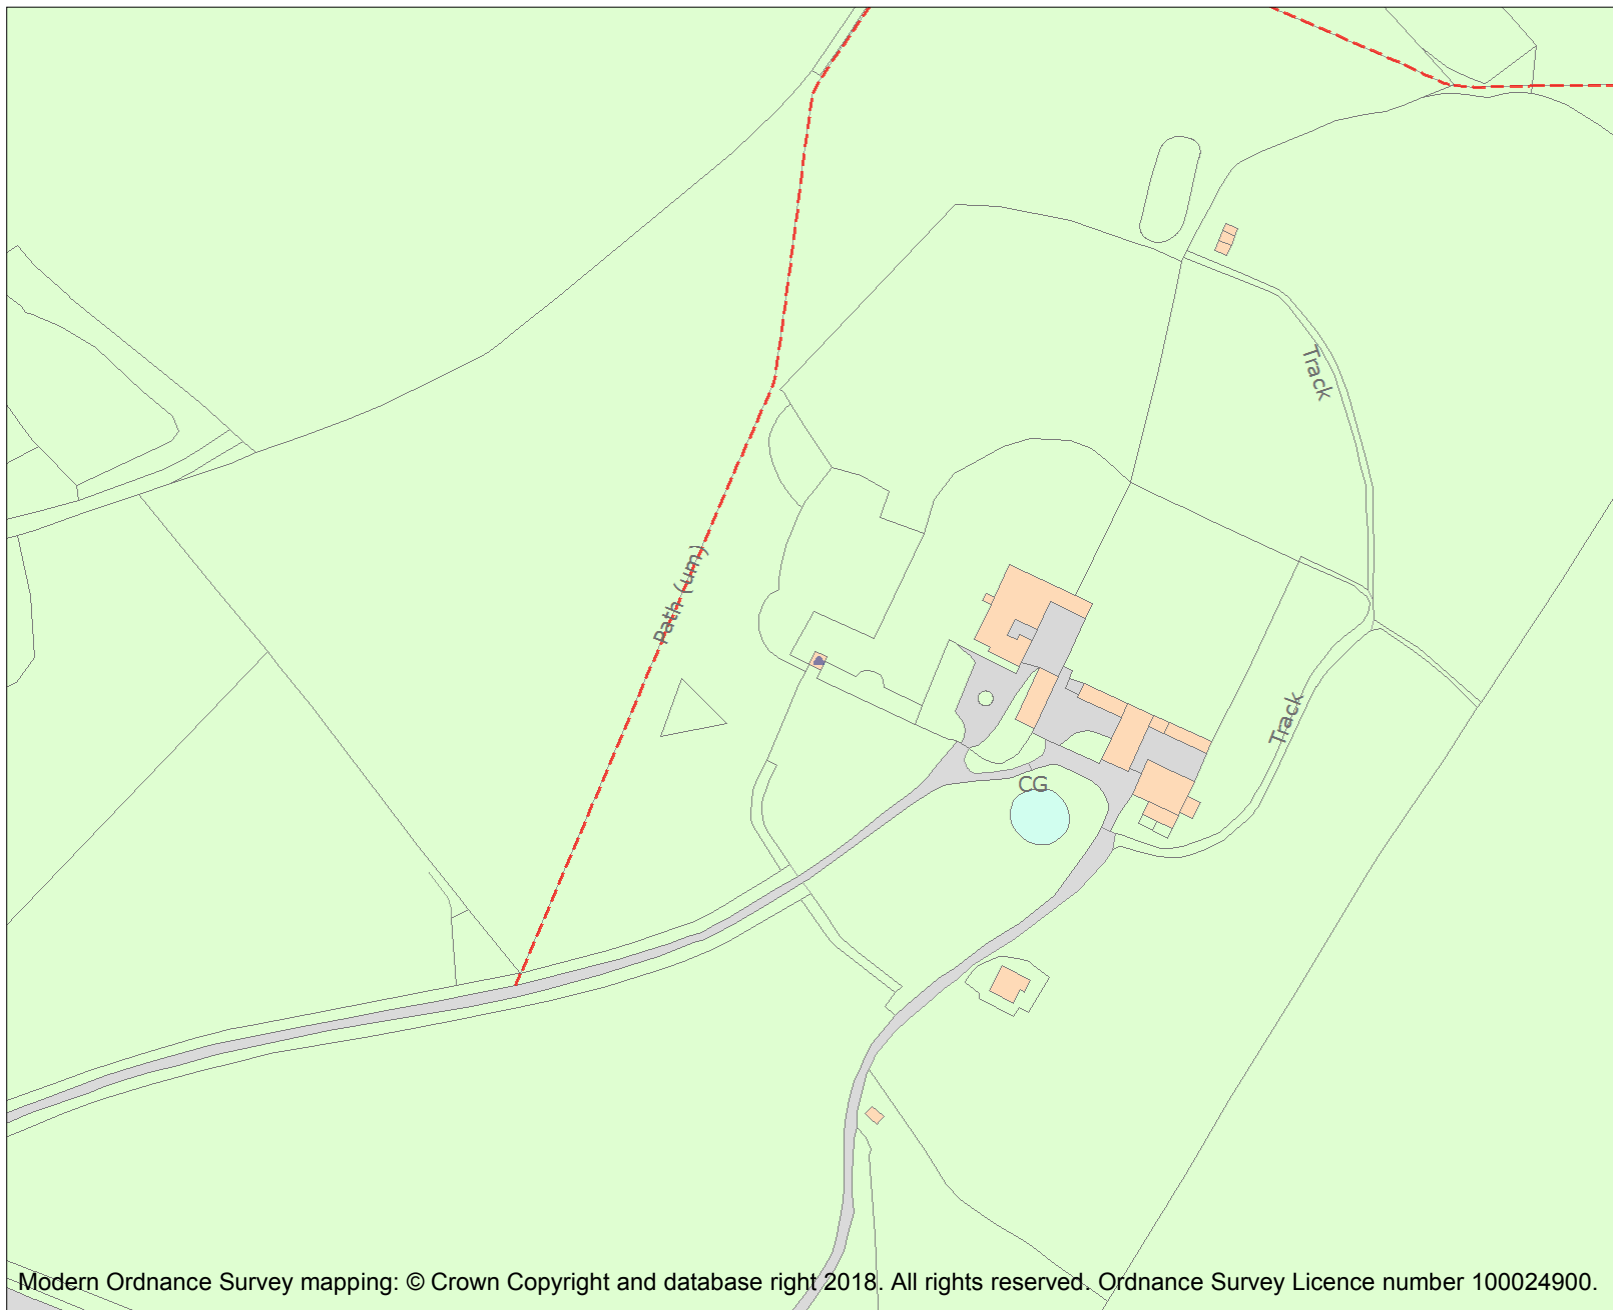 Track
Path (um)
Track
CG
Modern Ordnance Survey mapping: © Crown Copyright and database right 2018. All rights reserved. Ordnance Survey Licence number 100024900.